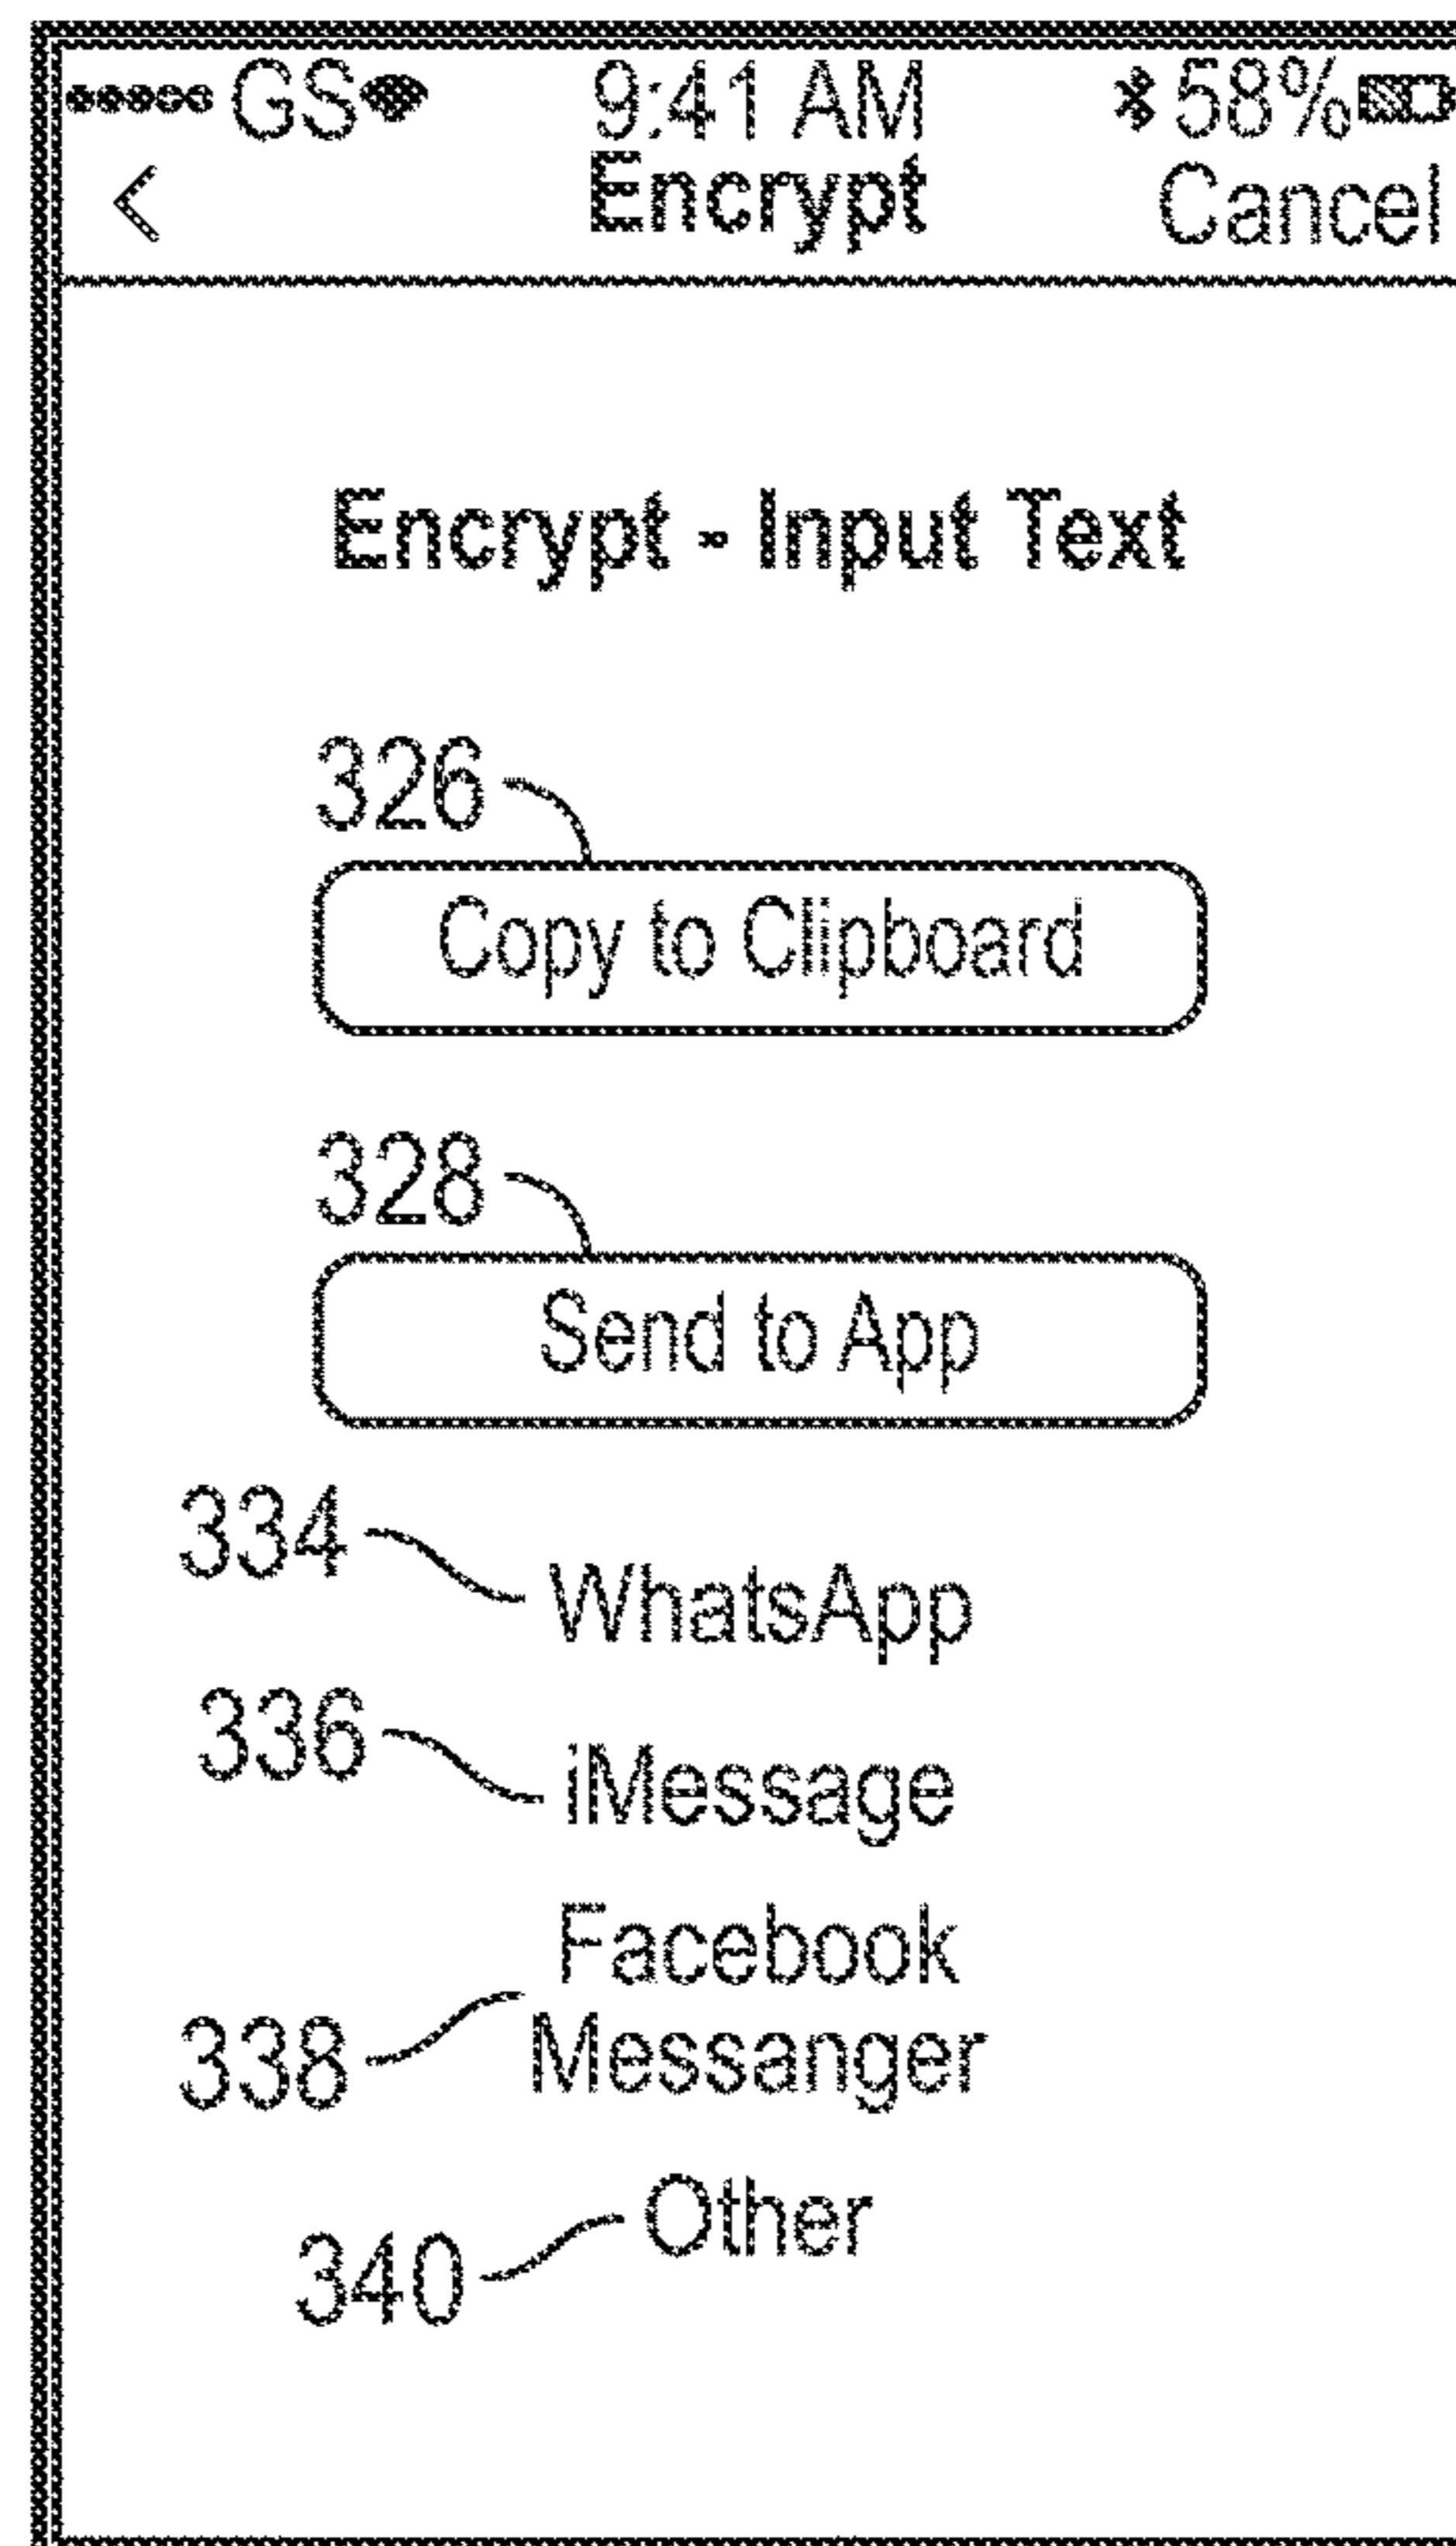 GS 9:41 AM 58%
< Encrypt Cancel
Encrypt - Input Text
326
Copy to Clipboard
328
Send to App
334
WhatsApp
336
iMessage
Facebook
338
Messanger
Other
340